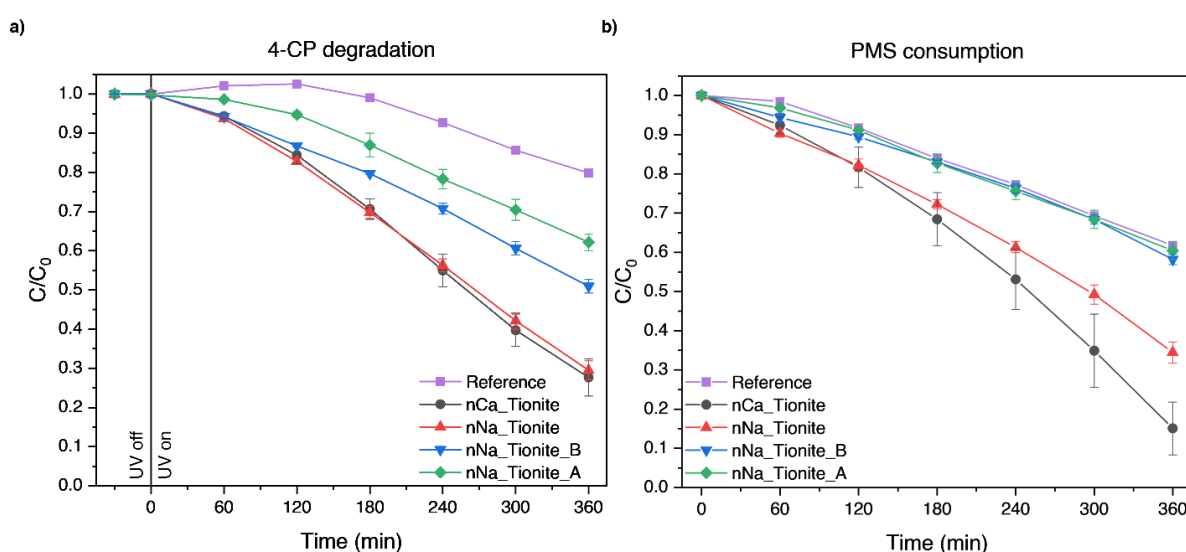 a)
4-CP degradation
C/C0
1.0
0.9
0.8
0.7
0.6
0.5
0.4
0.3
0.2
0.1
0.0
UV off
UV on
Reference
nCa_Tionite
nNa_Tionite
nNa_Tionite_B
nNa_Tionite_A
0 60 120 180 240 300 360
Time (min)
b)
PMS consumption
C/C0
1.0
0.9
0.8
0.7
0.6
0.5
0.4
0.3
0.2
0.1
0.0
Reference
nCa_Tionite
nNa_Tionite
nNa_Tionite_B
nNa_Tionite_A
0 60 120 180 240 300 360
Time (min)